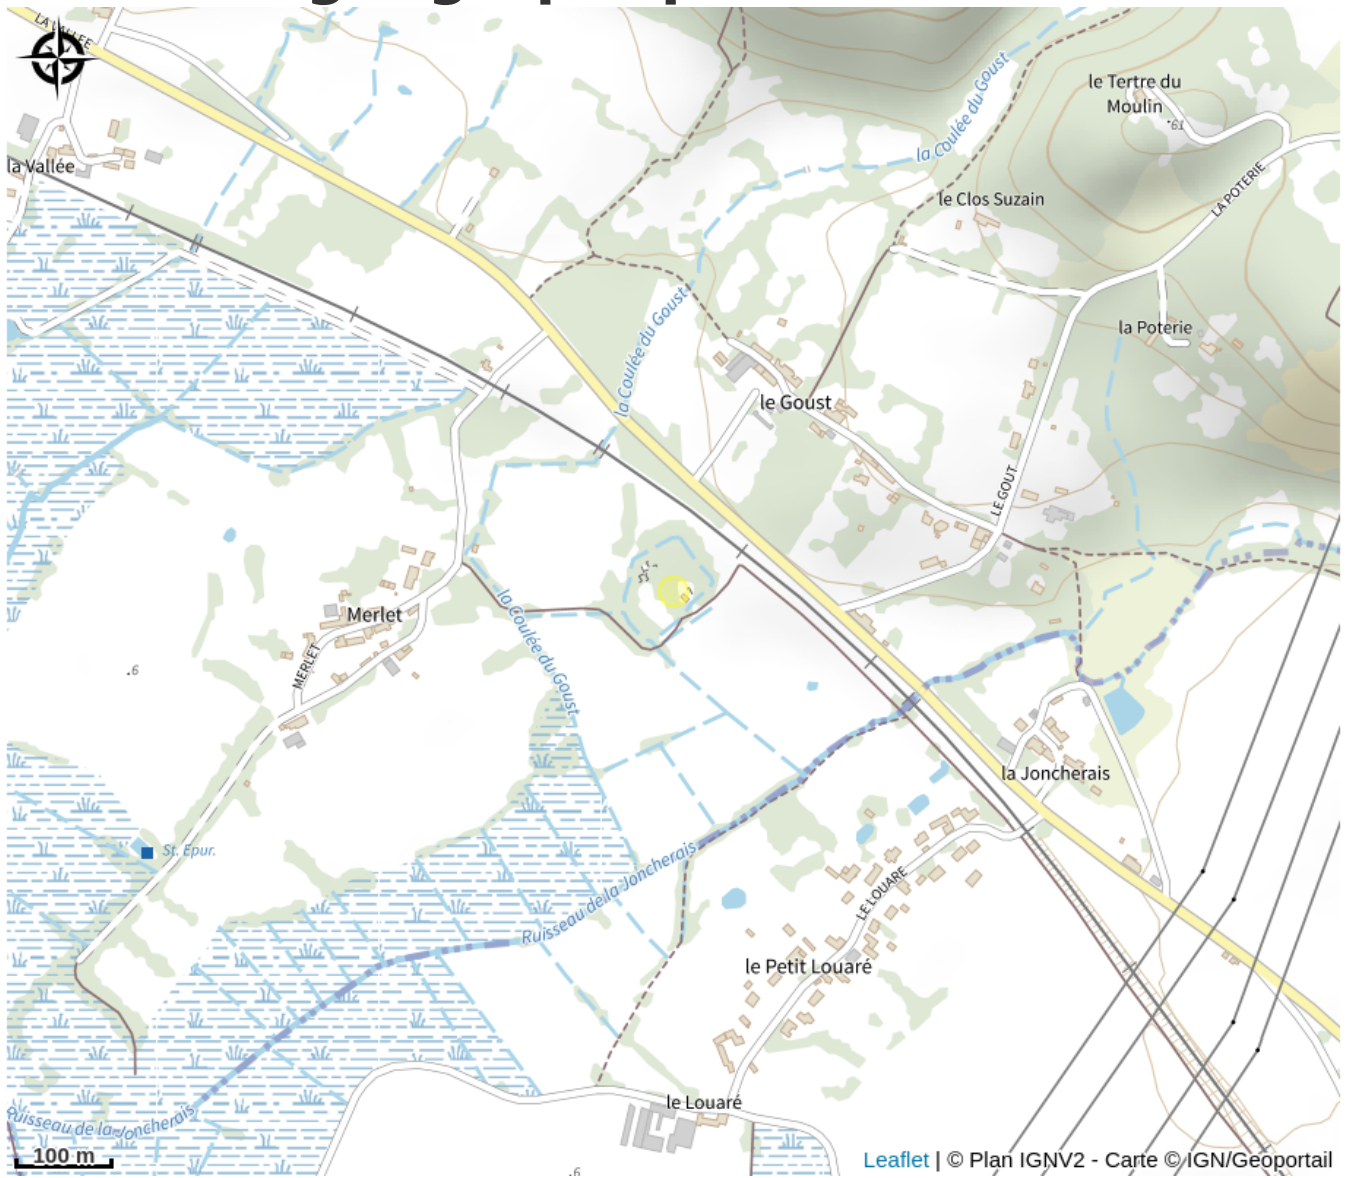 LA VALLEE
la Coulée du Goust
le Tertre du
Moulin
61
la Vallée
LA POTERIE
le Clos Suzain
la Coulée du Goust
la Poterie
le Goust
LE GOUT
la Coulée du Goust
Merlet
MERLET
6
la Joncherais
St. Epur.
Ruisseau de la Joncherais
LE LOUARE
le Petit Louaré
le Louaré
Ruisseau de la Joncherais
100 m
6
Leaflet | © Plan IGNV2 - Carte © IGN/Geoportail